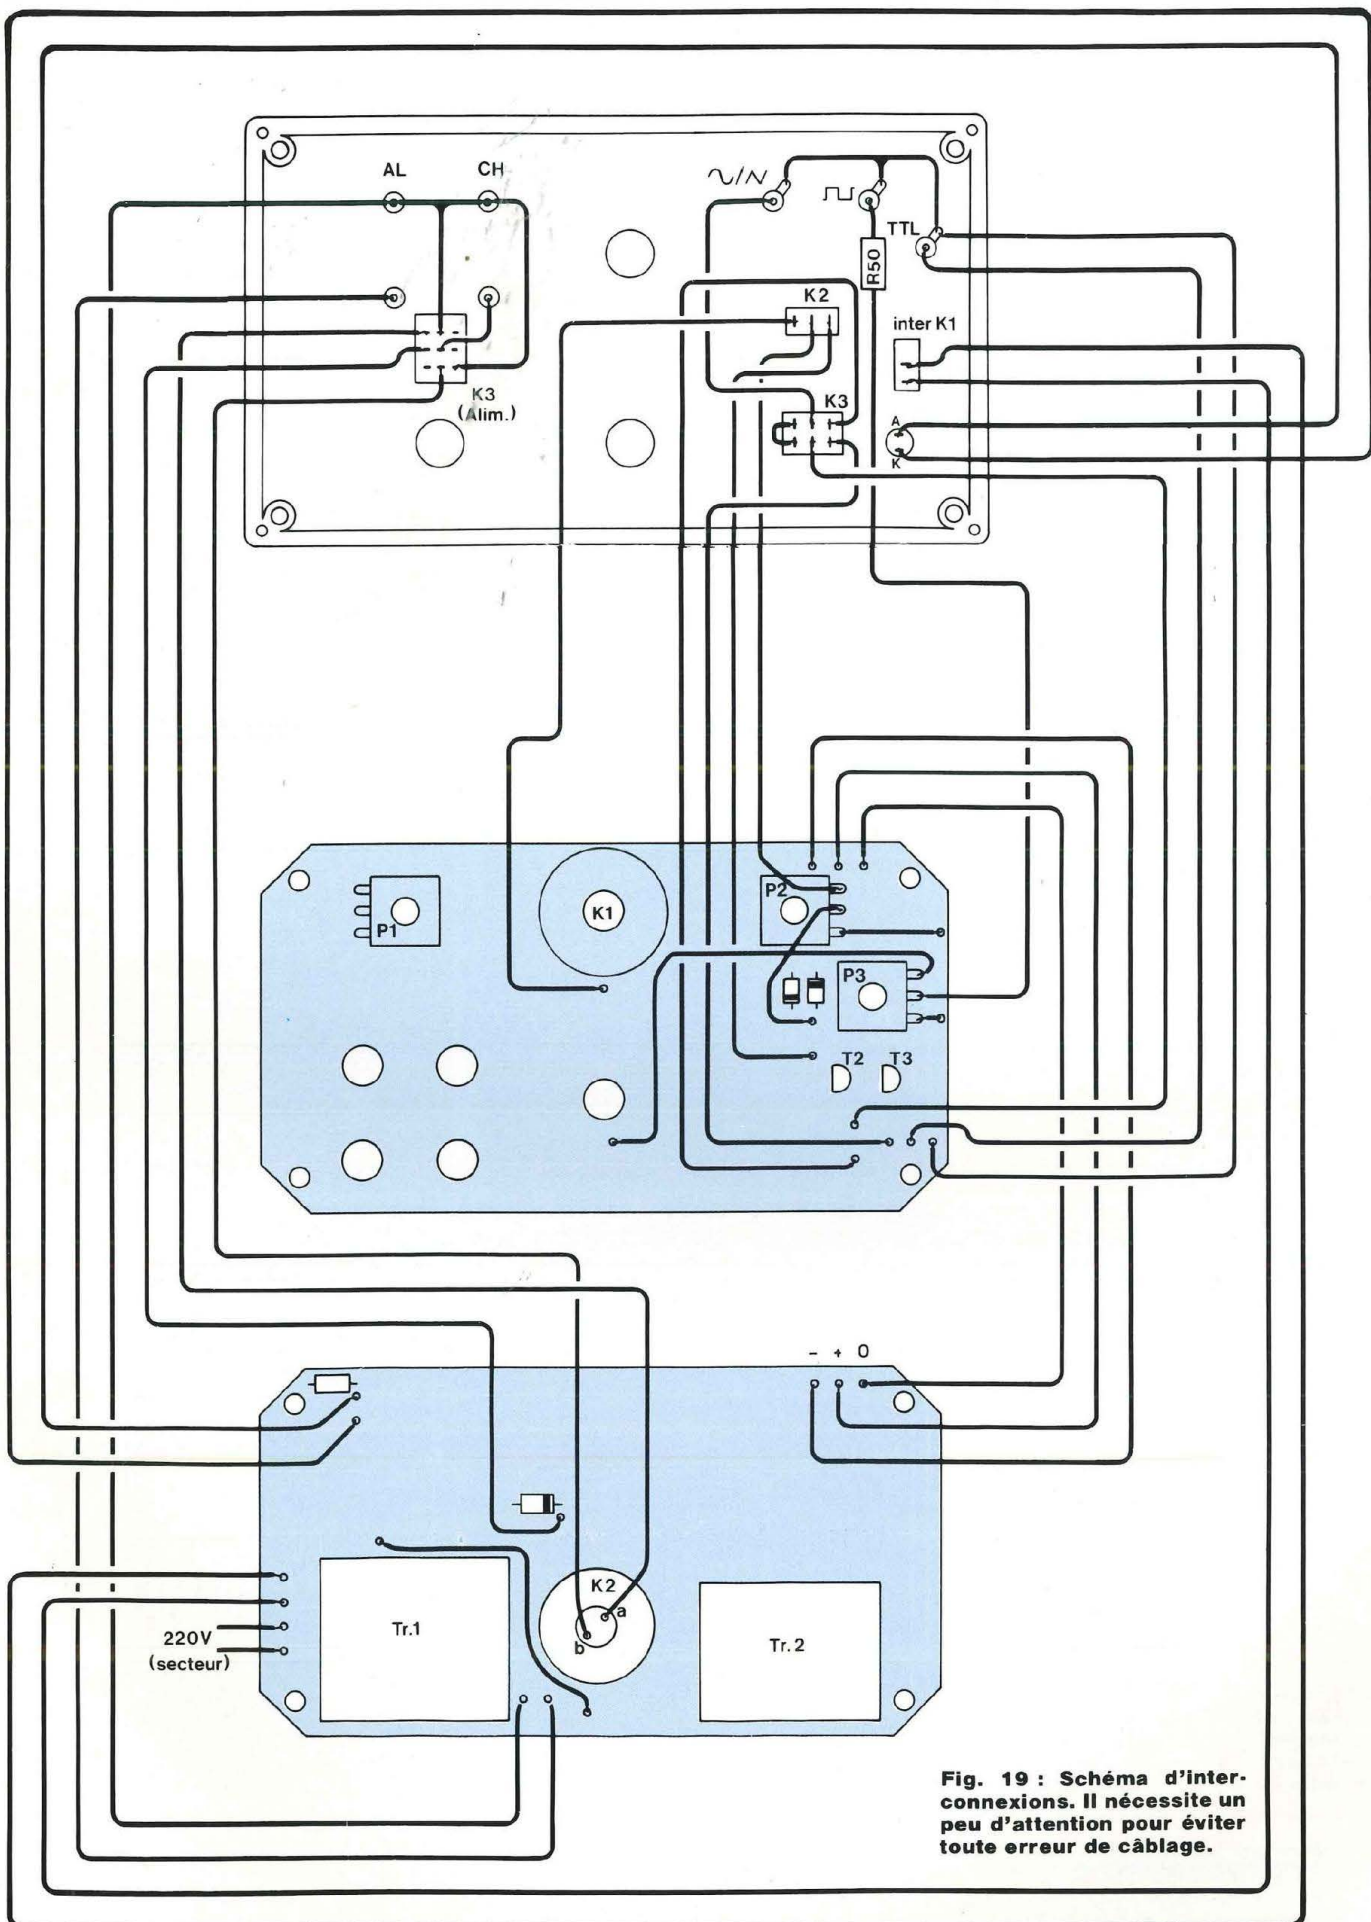 AL
CH
TTL
R50
K2
inter K1
K3
(Alim.)
K3
A
K
P1
K1
P2
P3
T2
T3
- + O
K2
a
b
Tr.1
Tr.2
220V
(secteur)
Fig. 19 : Schéma d'inter-
connexions. Il nécessite un
peu d'attention pour éviter
toute erreur de câblage.